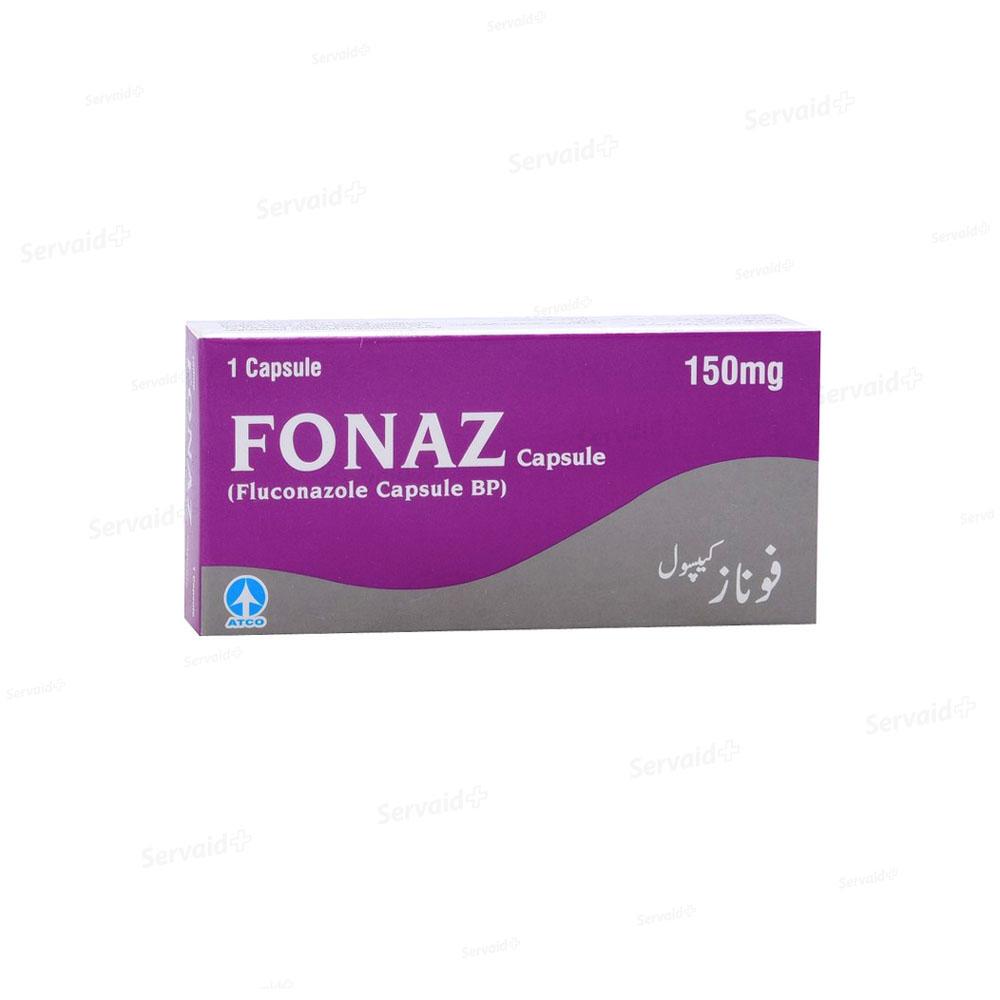 1 Capsule
150mg
FONAZ Capsule
(Fluconazole Capsule BP)
فوناز کیپسول
ATCO
Servaid